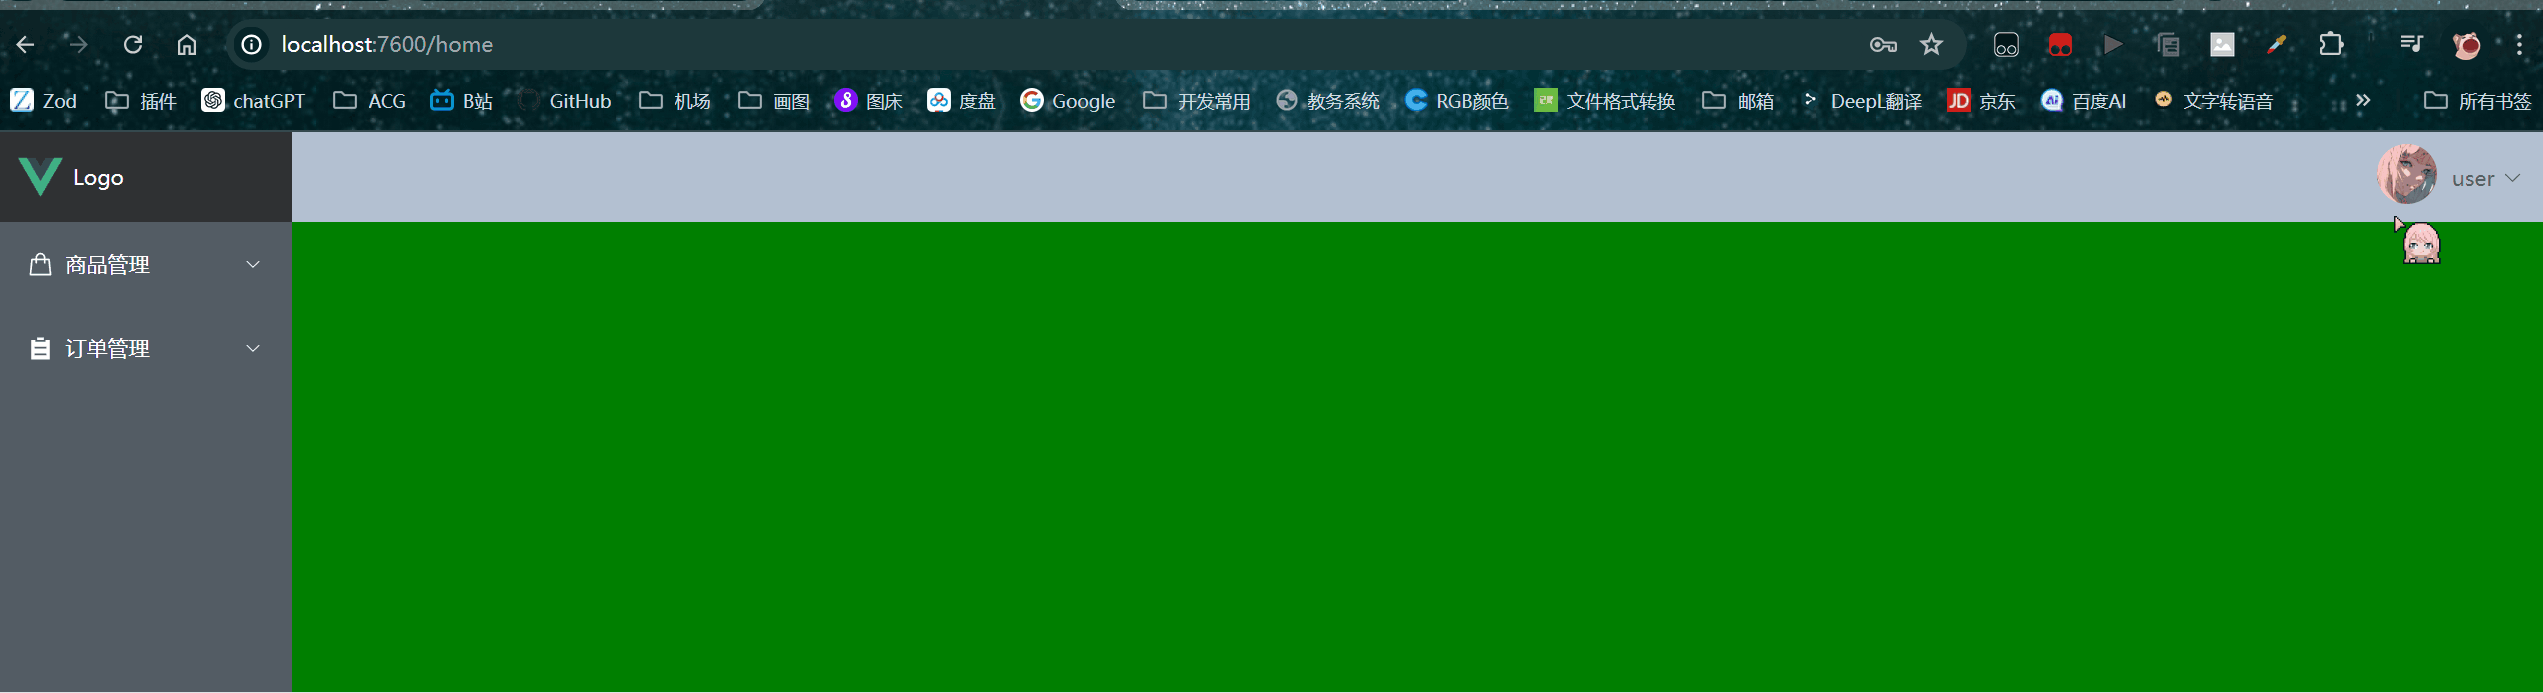 localhost:7600/home
Zod 插件 chatGPT ACG B站 GitHub 机场 画图 图床 度盘 Google 开发常用 教务系统 RGB颜色 文件格式转换 邮箱 DeepL翻译 JD 京东 Ai 百度AI 文字转语音 所有书签
Logo
user
商品管理
订单管理